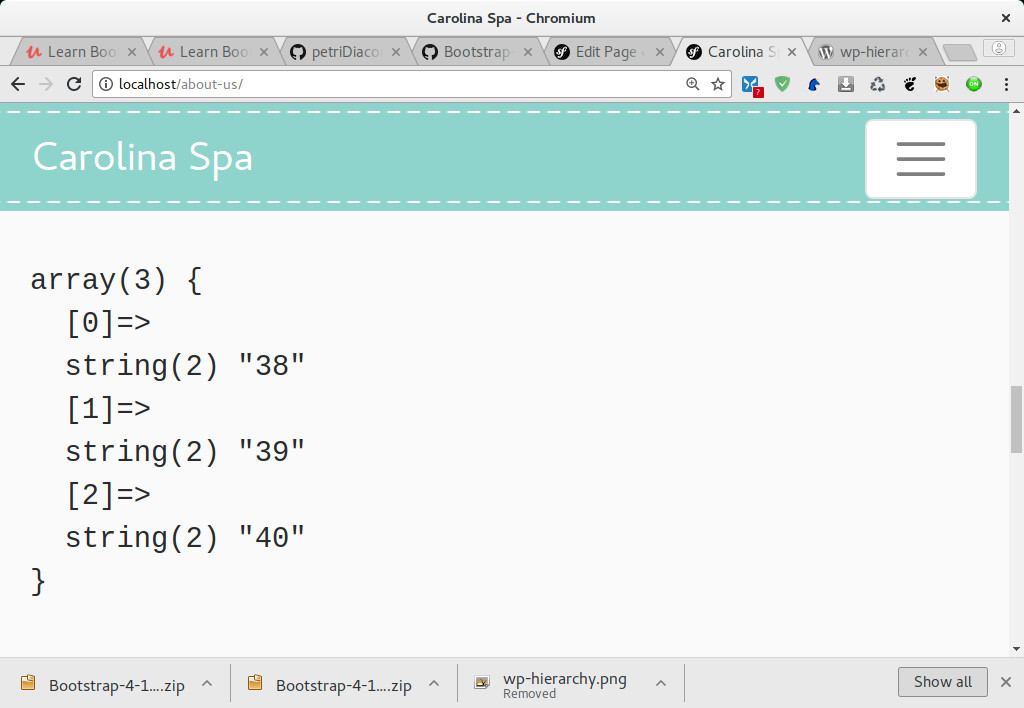 Carolina Spa - Chromium
Learn Boo
Learn Boo
petriDiaco
Bootstrap-
Edit Page
Carolina S
wp-hierar
localhost/about-us/
?
ON
Carolina Spa
array(3) {
[0]=>
string(2) "38"
[1]=>
string(2) "39"
[2]=>
string(2) "40"
}
Bootstrap-4-1....zip
Bootstrap-4-1....zip
wp-hierarchy.png
Removed
Show all